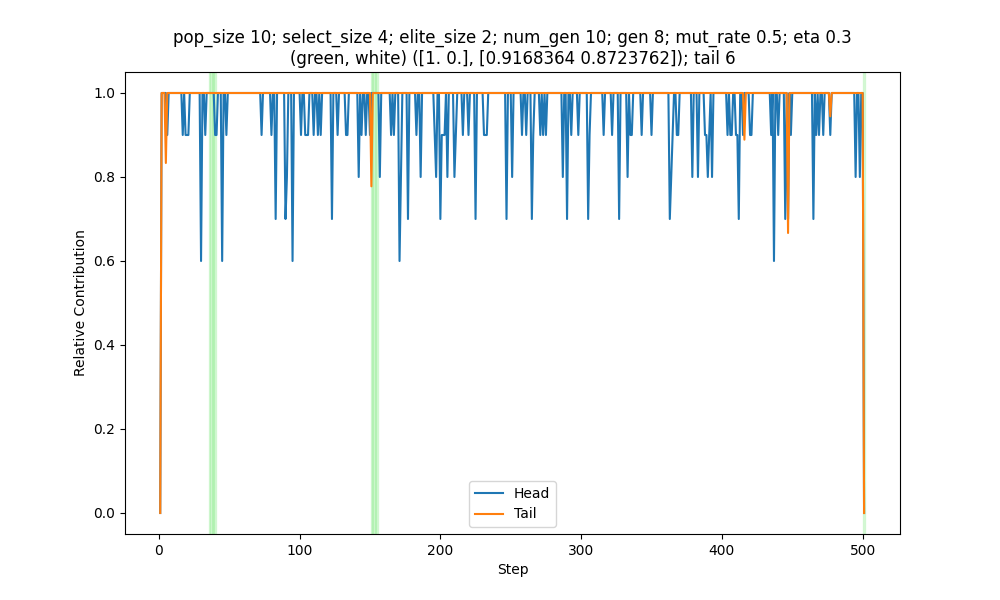 pop_size 10; select_size 4; elite_size 2; num_gen 10; gen 8; mut_rate 0.5; eta 0.3
(green, white) ([1. 0.], [0.9168364 0.8723762]); tail 6
Relative Contribution
1.0
0.8
0.6
0.4
0.2
0.0
Head
Tail
0
100
200
300
400
500
Step